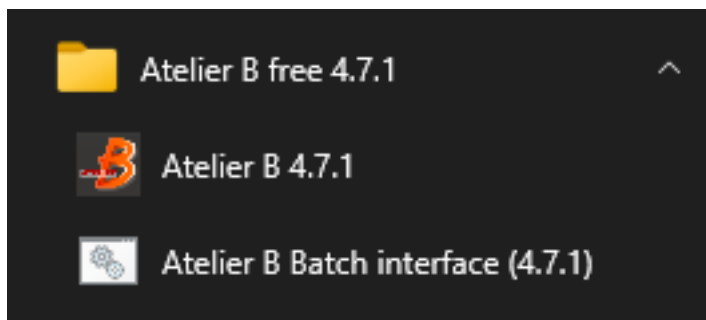 Atelier B free 4.7.1
Atelier B 4.7.1
Atelier B Batch interface (4.7.1)